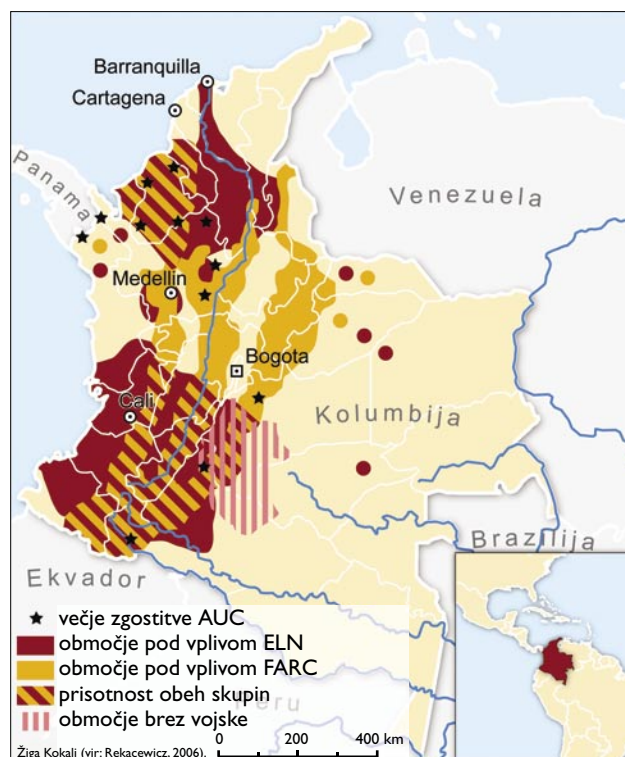 Barranquilla
Cartagena
Panama
Venezuela
Medellin
Bogota
Cali
Kolumbija
Brazilija
Ekvador
Peru
večje zgostitve AUC
območje pod vplivom ELN
območje pod vplivom FARC
prisotnost obeh skupin
območje brez vojske
0 200 400 km
Žiga Kokalj (vir: Rekacewicz, 2006).